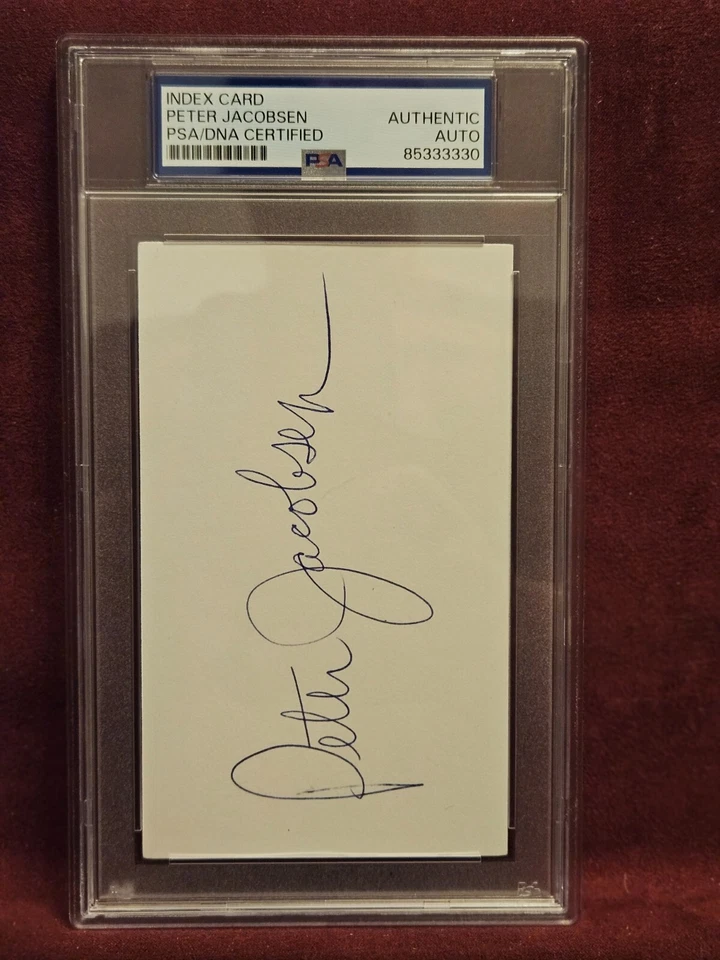 INDEX CARD
PETER JACOBSEN
PSA/DNA CERTIFIED
AUTHENTIC
AUTO
85333330
PSA
Peter Jacobsen